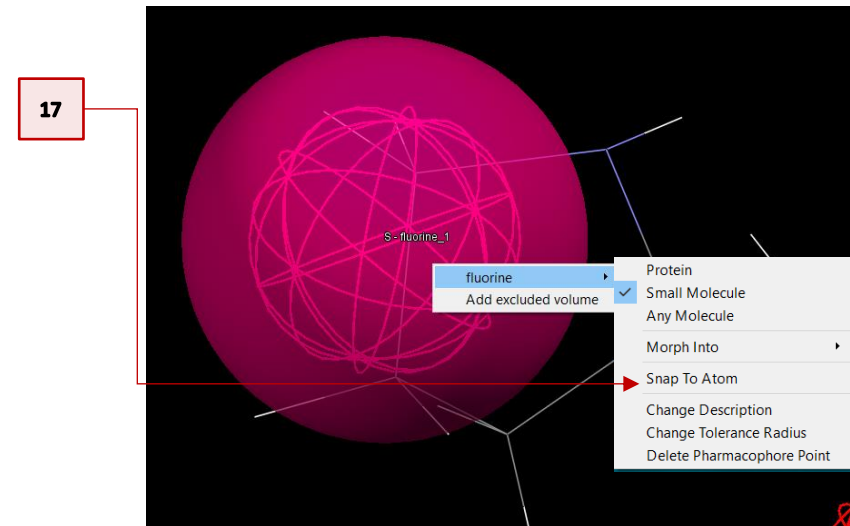 17
S - fluorine_1
fluorine
Add excluded volume
Protein
Small Molecule
Any Molecule
Morph Into
Snap To Atom
Change Description
Change Tolerance Radius
Delete Pharmacophore Point